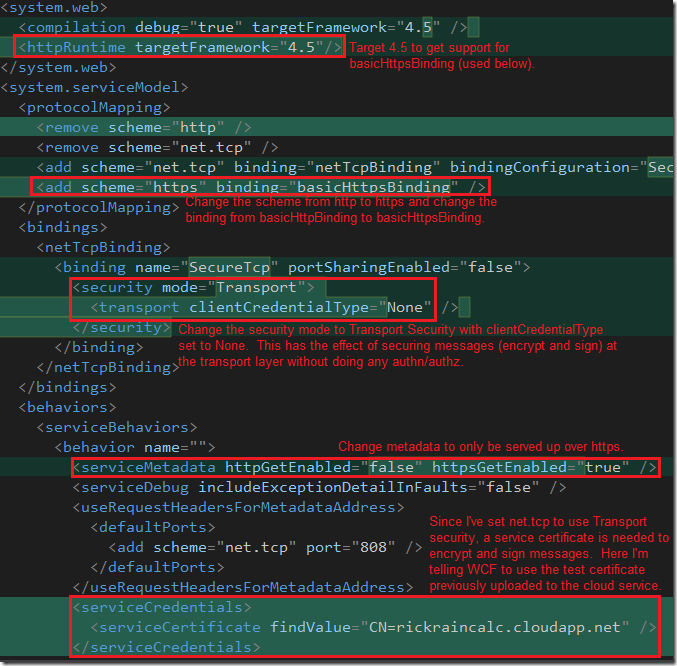 <system.web>
<compilation debug="true" targetFramework="4.5" />
<httpRuntime targetFramework="4.5"/>
Target 4.5 to get support for
basicHttpsBinding (used below).
</system.web>
<system.serviceModel>
<protocolMapping>
<remove scheme="http" />
<remove scheme="net.tcp" />
<add scheme="net.tcp" binding="netTcpBinding" bindingConfiguration="Sec
<add scheme="https" binding="basicHttpsBinding" />
</protocolMapping>
Change the scheme from http to https and change the
binding from basicHttpBinding to basicHttpsBinding.
<bindings>
<netTcpBinding>
<binding name="SecureTcp" portSharingEnabled="false">
<security mode="Transport">
<transport clientCredentialType="None" />
</security>
Change the security mode to Transport Security with clientCredentialType
set to None. This has the effect of securing messages (encrypt and sign) at
the transport layer without doing any authn/authz.
</binding>
</netTcpBinding>
</bindings>
<behaviors>
<serviceBehaviors>
<behavior name="">
Change metadata to only be served up over https.
<serviceMetadata httpGetEnabled="false" httpsGetEnabled="true" />
<serviceDebug includeExceptionDetailInFaults="false" />
<useRequestHeadersForMetadataAddress>
<defaultPorts>
<add scheme="net.tcp" port="808" />
</defaultPorts>
</useRequestHeadersForMetadataAddress>
Since I've set net.tcp to use Transport
security, a service certificate is needed to
encrypt and sign messages. Here I'm
telling WCF to use the test certificate
previously uploaded to the cloud service.
<serviceCredentials>
<serviceCertificate findValue="CN=rickraincalc.cloudapp.net" />
</serviceCredentials>